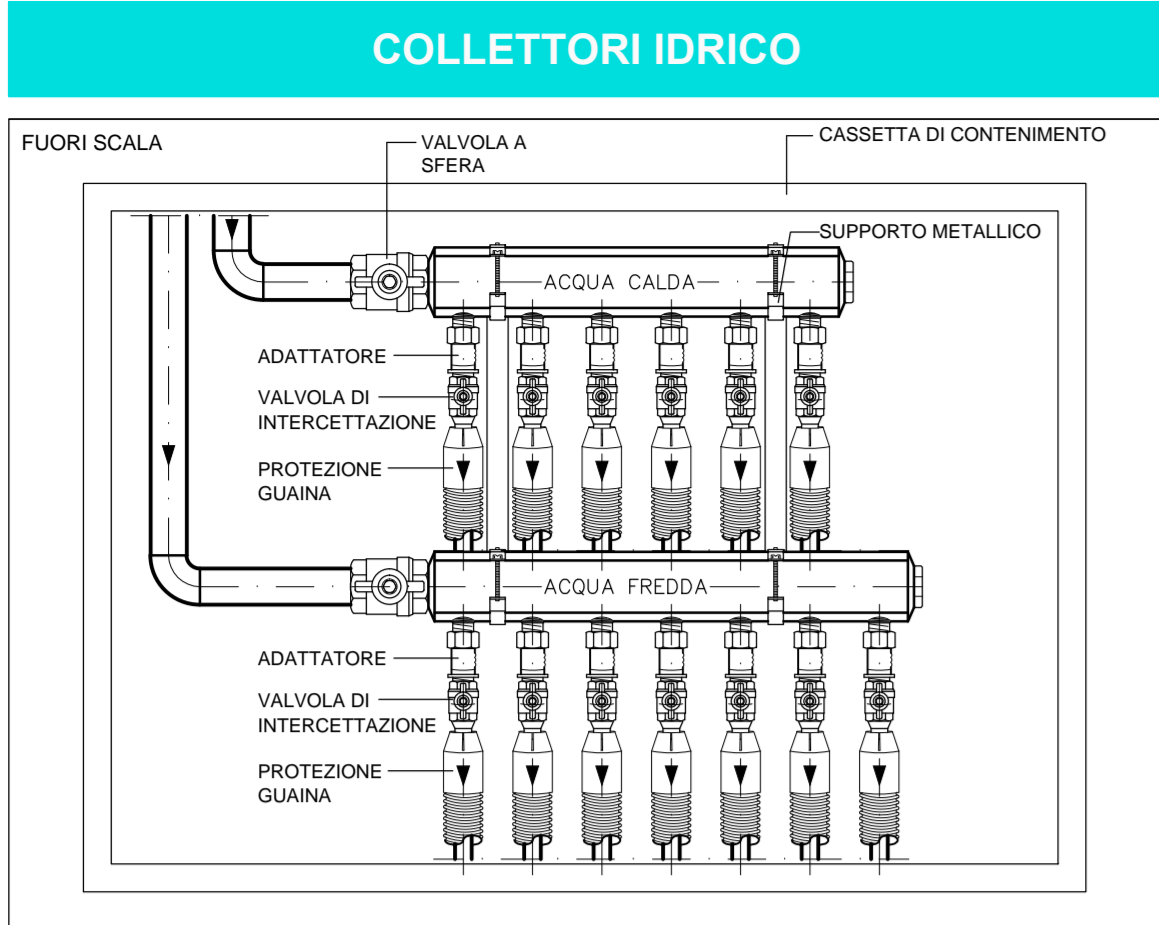 COLLETTORI IDRICO
FUORI SCALA
VALVOLA A
SFERA
CASSETTA DI CONTENIMENTO
SUPPORTO METALLICO
ACQUA CALDA
ADATTATORE
VALVOLA DI
INTERCETTAZIONE
PROTEZIONE
GUAINA
ACQUA FREDDA
ADATTATORE
VALVOLA DI
INTERCETTAZIONE
PROTEZIONE
GUAINA